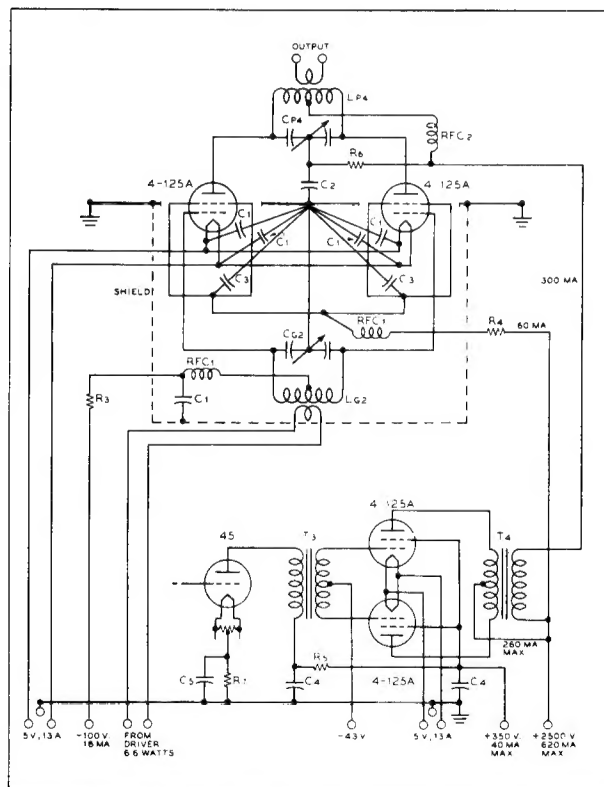 OUTPUT
LP4
CP4
RFC2
R6
4-125A
C2
4-125A
C1
C1
C1
C1
C3
C3
SHIELD
300 MA
RFC3
R4
60 MA
CG2
RFC1
R3
C1
LG2
4-125A
45
T3
T4
260 MA
MAX
R5
4-125A
C5
R7
C4
C4
5 V, 13 A
-100 V.
18 MA
FROM
DRIVER
6.6 WATTS
-43 V
5 V, 13 A
+350 V.
40 MA
MAX
+2500 V
620 MA
MAX